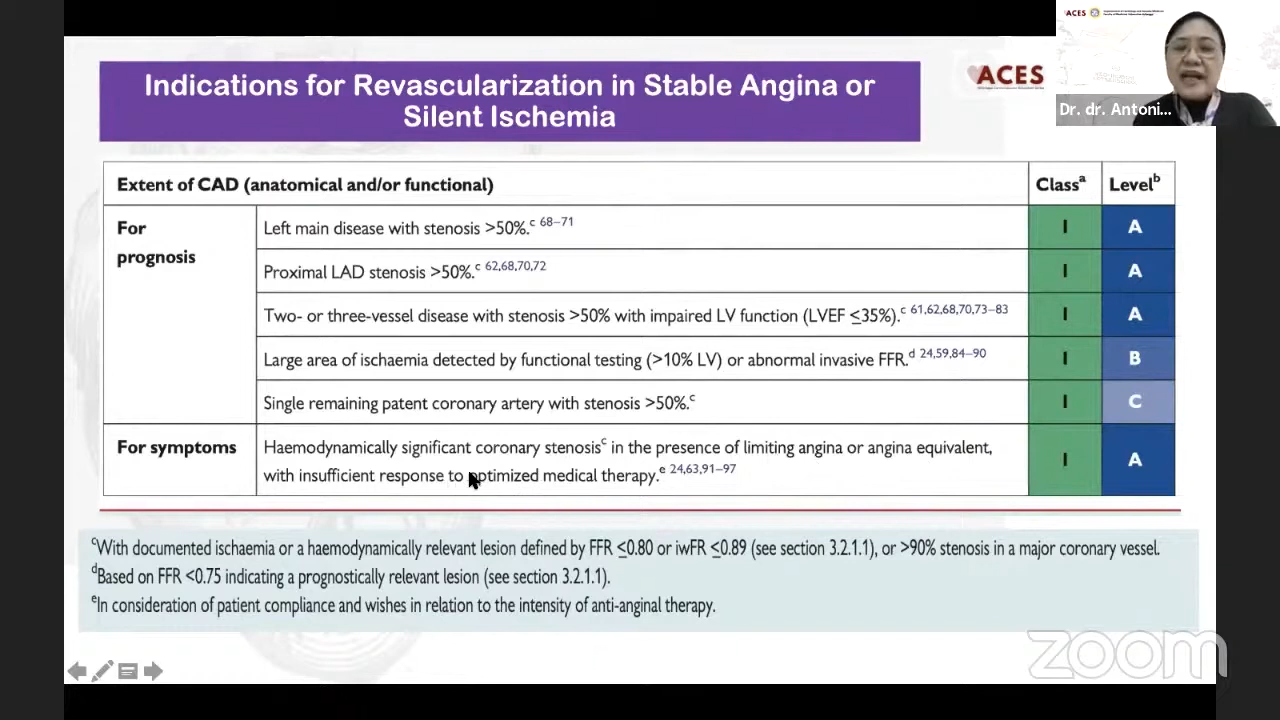 Indications for Revascularization in Stable Angina or
Silent Ischemia
ACES
ACES
Dr. dr. Antoni...
Extent of CAD (anatomical and/or functional)
Classᵃ
Levelᵇ
For
prognosis
Left main disease with stenosis >50%.ᶜ 68–71
I
A
Proximal LAD stenosis >50%.ᶜ 62,68,70,72
I
A
Two- or three-vessel disease with stenosis >50% with impaired LV function (LVEF ≤35%).ᶜ 61,62,68,70,73–83
I
A
Large area of ischaemia detected by functional testing (>10% LV) or abnormal invasive FFR.ᵈ 24,59,84–90
I
B
Single remaining patent coronary artery with stenosis >50%.ᶜ
I
C
For symptoms
Haemodynamically significant coronary stenosisᶜ in the presence of limiting angina or angina equivalent,
with insufficient response to optimized medical therapy.ᵉ 24,63,91–97
I
A
ᶜWith documented ischaemia or a haemodynamically relevant lesion defined by FFR ≤0.80 or iwFR ≤0.89 (see section 3.2.1.1), or >90% stenosis in a major coronary vessel.
ᵈBased on FFR <0.75 indicating a prognostically relevant lesion (see section 3.2.1.1).
ᵉIn consideration of patient compliance and wishes in relation to the intensity of anti-anginal therapy.
zoom